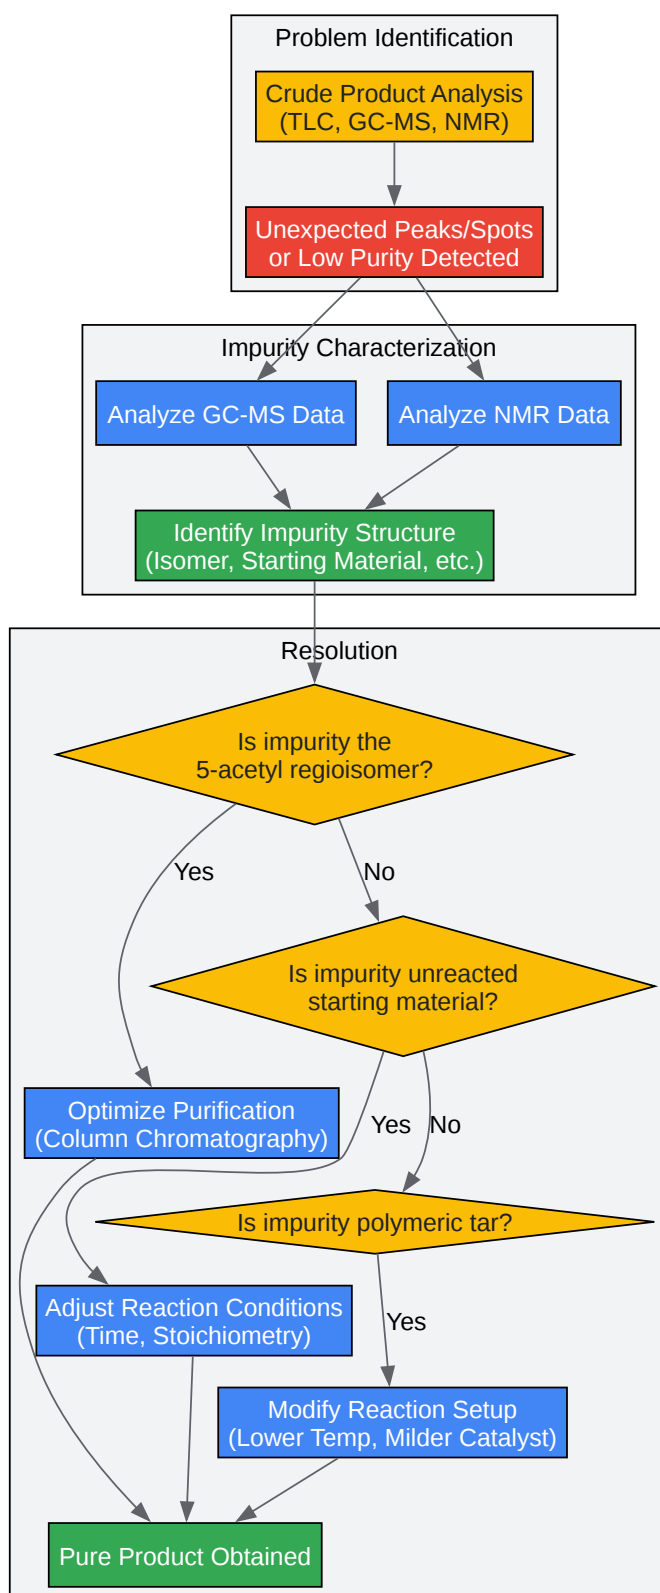 Problem Identification
Crude Product Analysis
(TLC, GC-MS, NMR)
Unexpected Peaks/Spots
or Low Purity Detected
Impurity Characterization
Analyze GC-MS Data
Analyze NMR Data
Identify Impurity Structure
(Isomer, Starting Material, etc.)
Resolution
Is impurity the
5-acetyl regioisomer?
Yes
No
Is impurity unreacted
starting material?
Optimize Purification
(Column Chromatography)
Yes
No
Is impurity polymeric tar?
Adjust Reaction Conditions
(Time, Stoichiometry)
Yes
Modify Reaction Setup
(Lower Temp, Milder Catalyst)
Pure Product Obtained